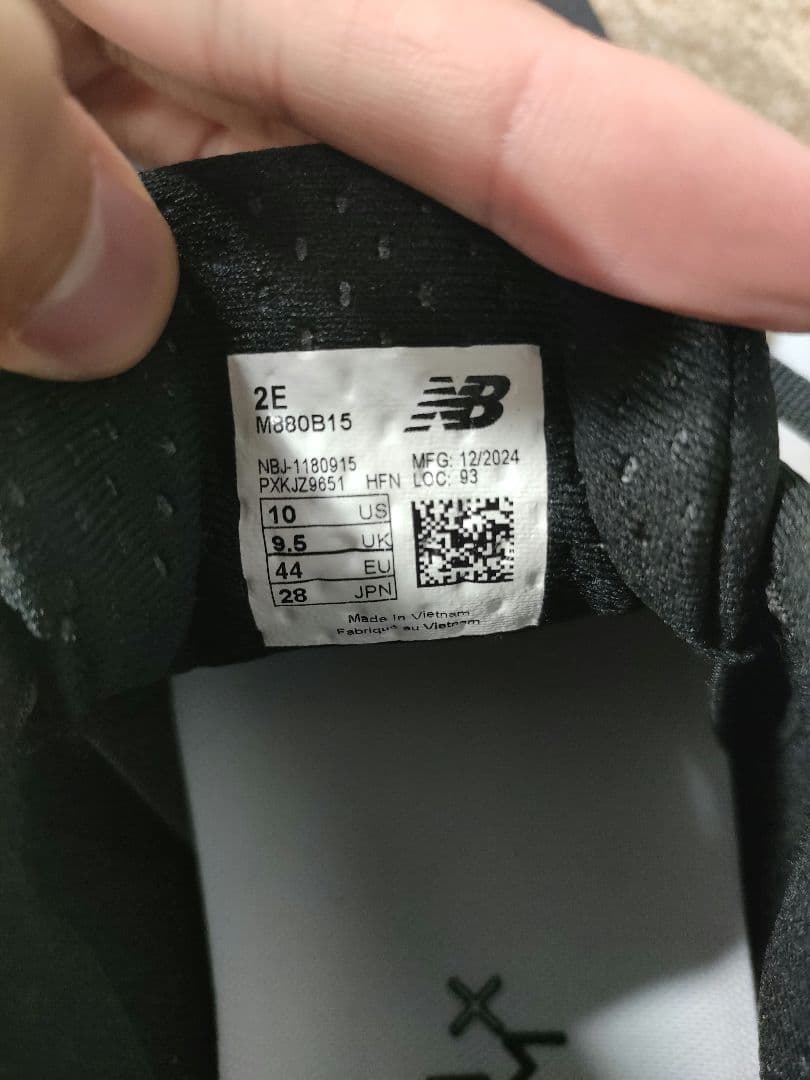 2E
M880B15
NB
NBJ-1180915 MFG: 12/2024
PXKJZ9651 HFN LOC: 93
10 US
9.5 UK
44 EU
28 JPN
Made in Vietnam
Fabriqué au Vietnam